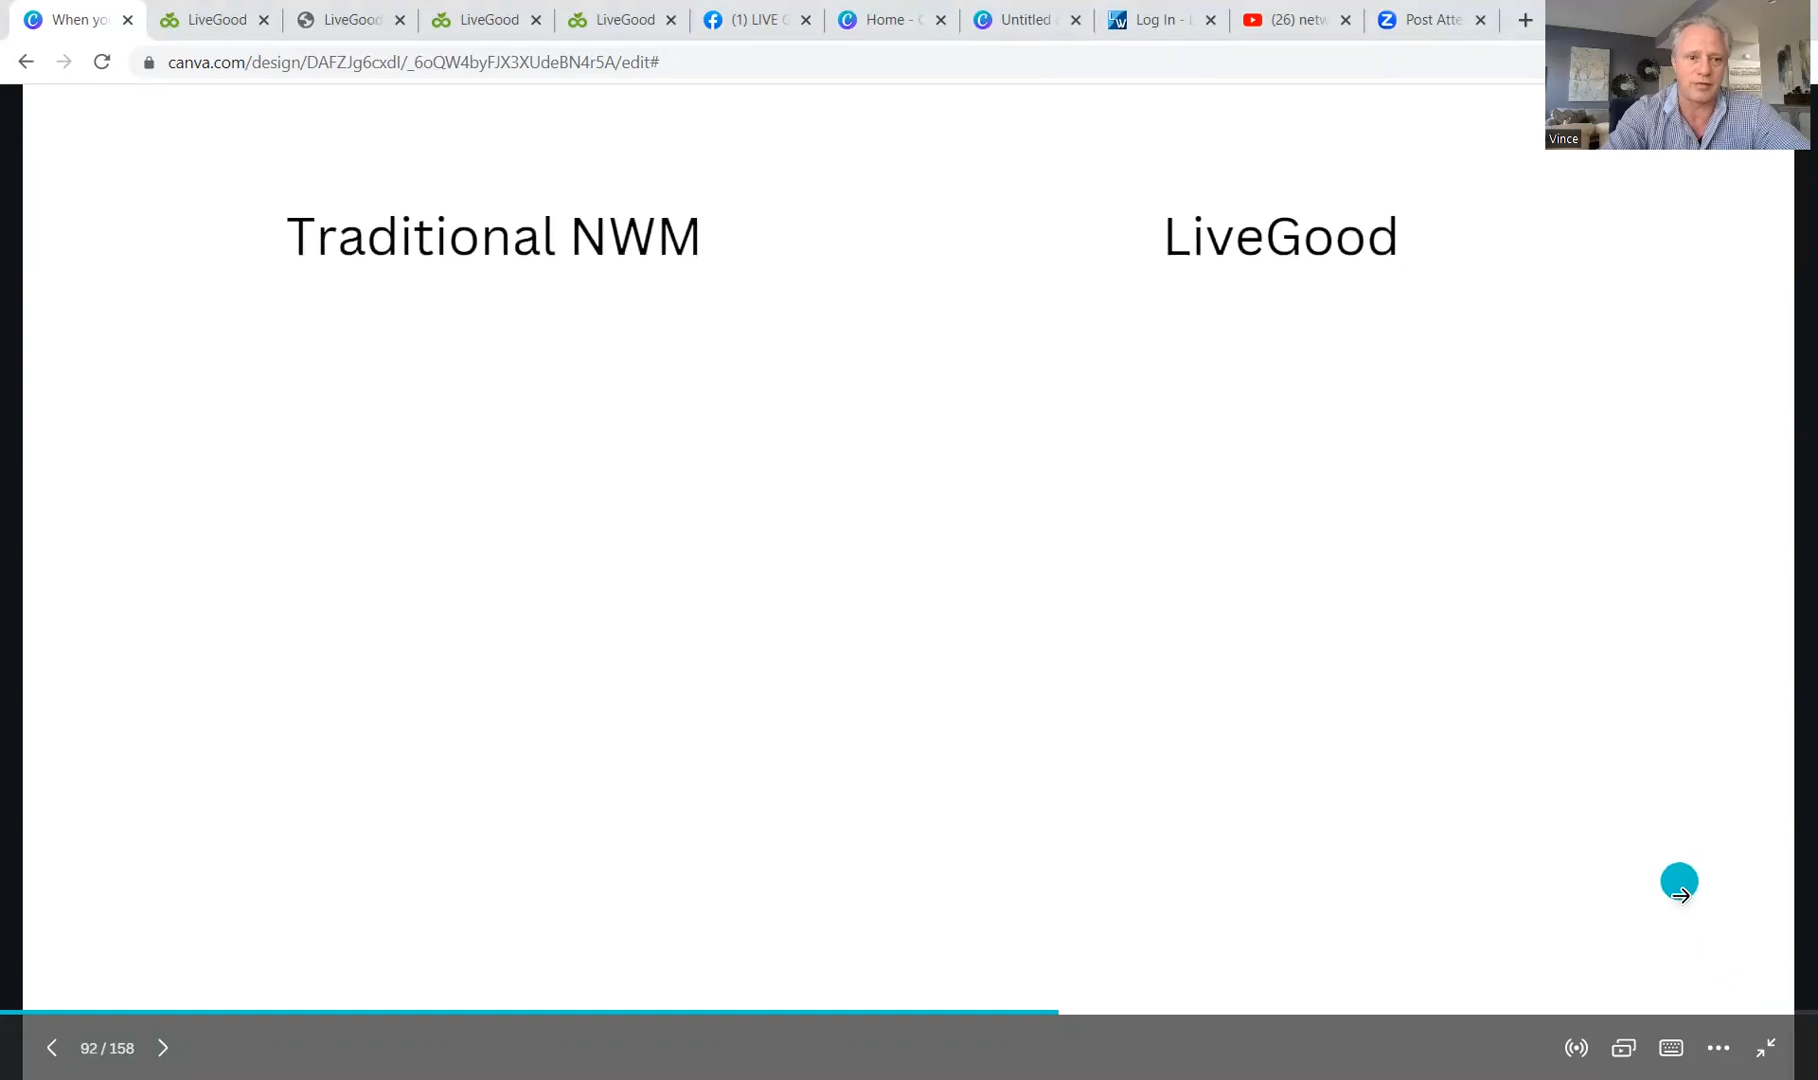 When yo
LiveGood
LiveGood
LiveGood
LiveGood
(1) LIVE G
Home - C
Untitled
Log In - L
(26) netw
Post Atte
canva.com/design/DAFZJg6cxdI/_6oQW4byFJX3XUdeBN4r5A/edit#
Vince
Traditional NWM
LiveGood
92 / 158